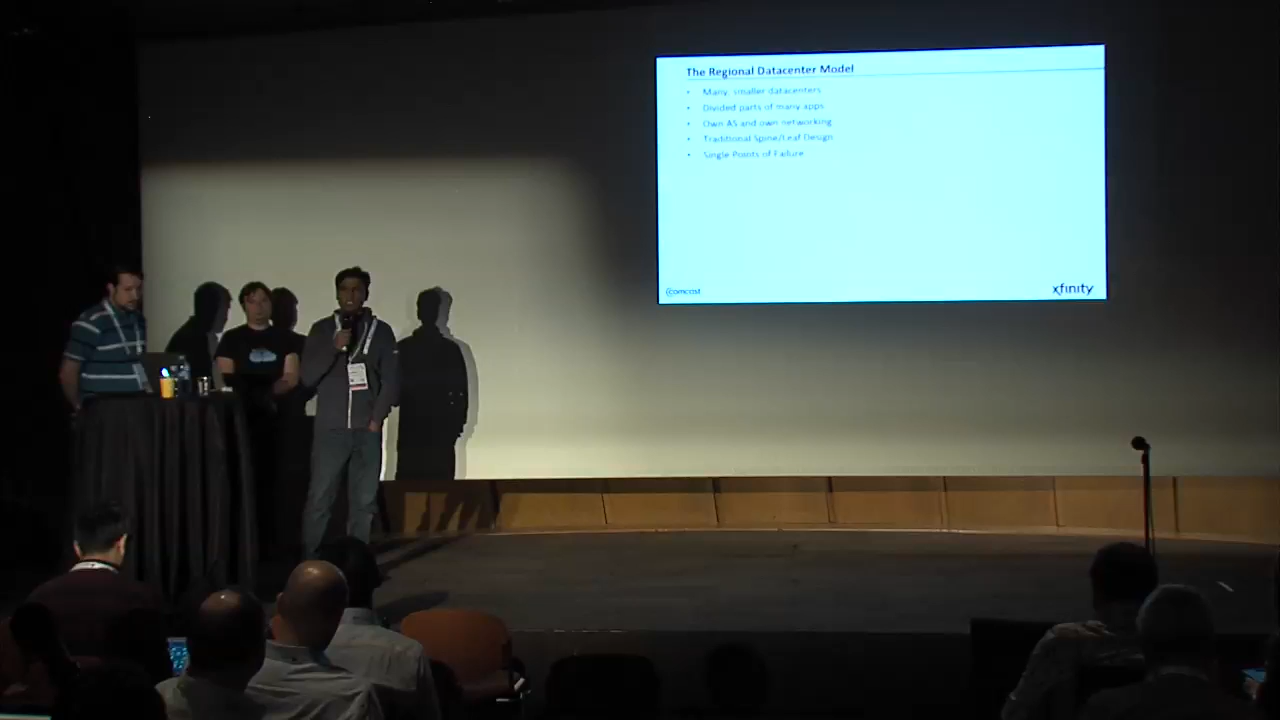 The Regional Datacenter Model
• Many, smaller datacenters
• Divided parts of many apps
• Own AS and own networking
• Traditional Spine/Leaf Design
• Single Points of Failure
Comcast
xfinity